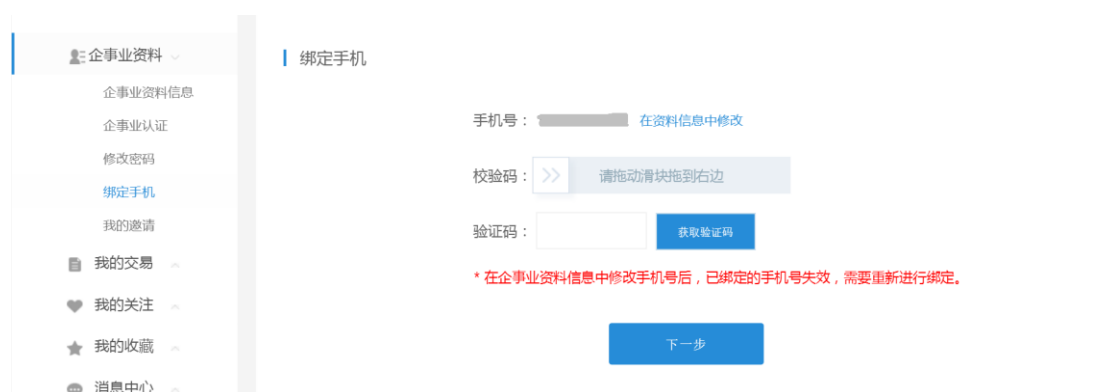 企事业资料
企事业资料信息
企事业认证
修改密码
绑定手机
我的邀请
我的交易
我的关注
我的收藏
消息中心
绑定手机
手机号： 在资料信息中修改
校验码： 请拖动滑块拖到右边
验证码： 获取验证码
* 在企事业资料信息中修改手机号后，已绑定的手机号失效，需要重新进行绑定。
下一步